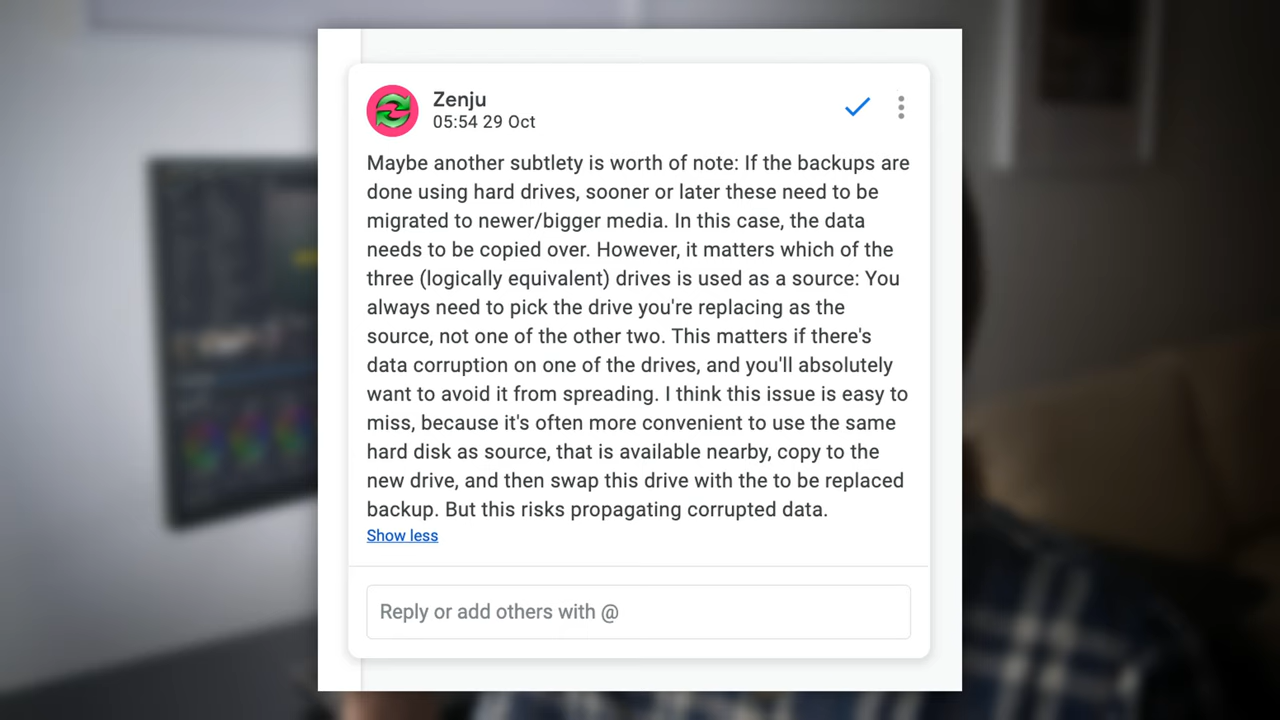 Zenju
05:54 29 Oct
Maybe another subtlety is worth of note: If the backups are
done using hard drives, sooner or later these need to be
migrated to newer/bigger media. In this case, the data
needs to be copied over. However, it matters which of the
three (logically equivalent) drives is used as a source: You
always need to pick the drive you're replacing as the
source, not one of the other two. This matters if there's
data corruption on one of the drives, and you'll absolutely
want to avoid it from spreading. I think this issue is easy to
miss, because it's often more convenient to use the same
hard disk as source, that is available nearby, copy to the
new drive, and then swap this drive with the to be replaced
backup. But this risks propagating corrupted data.
Show less
Reply or add others with @